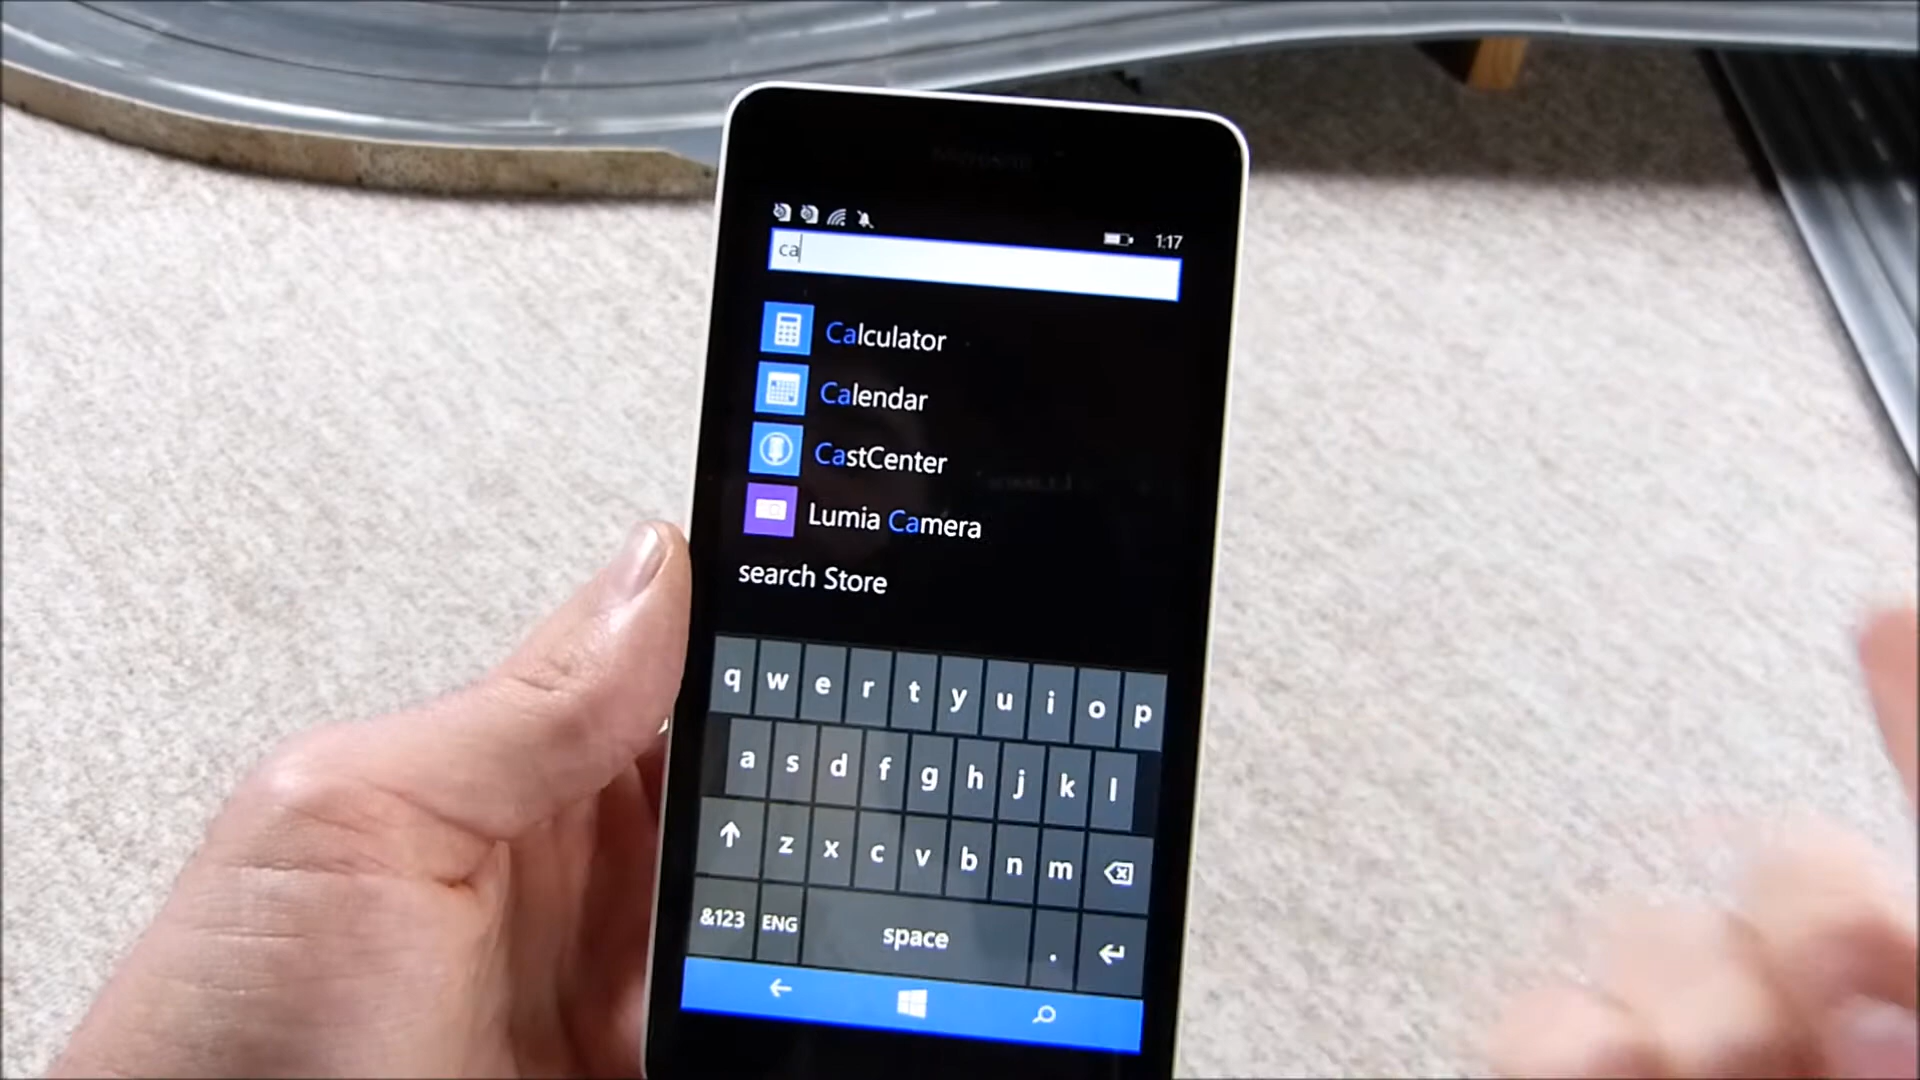 1:17
ca
Calculator
Calendar
CastCenter
Lumia Camera
search Store
q w e r t y u i o p
a s d f g h j k l
z x c v b n m
&123 ENG space .